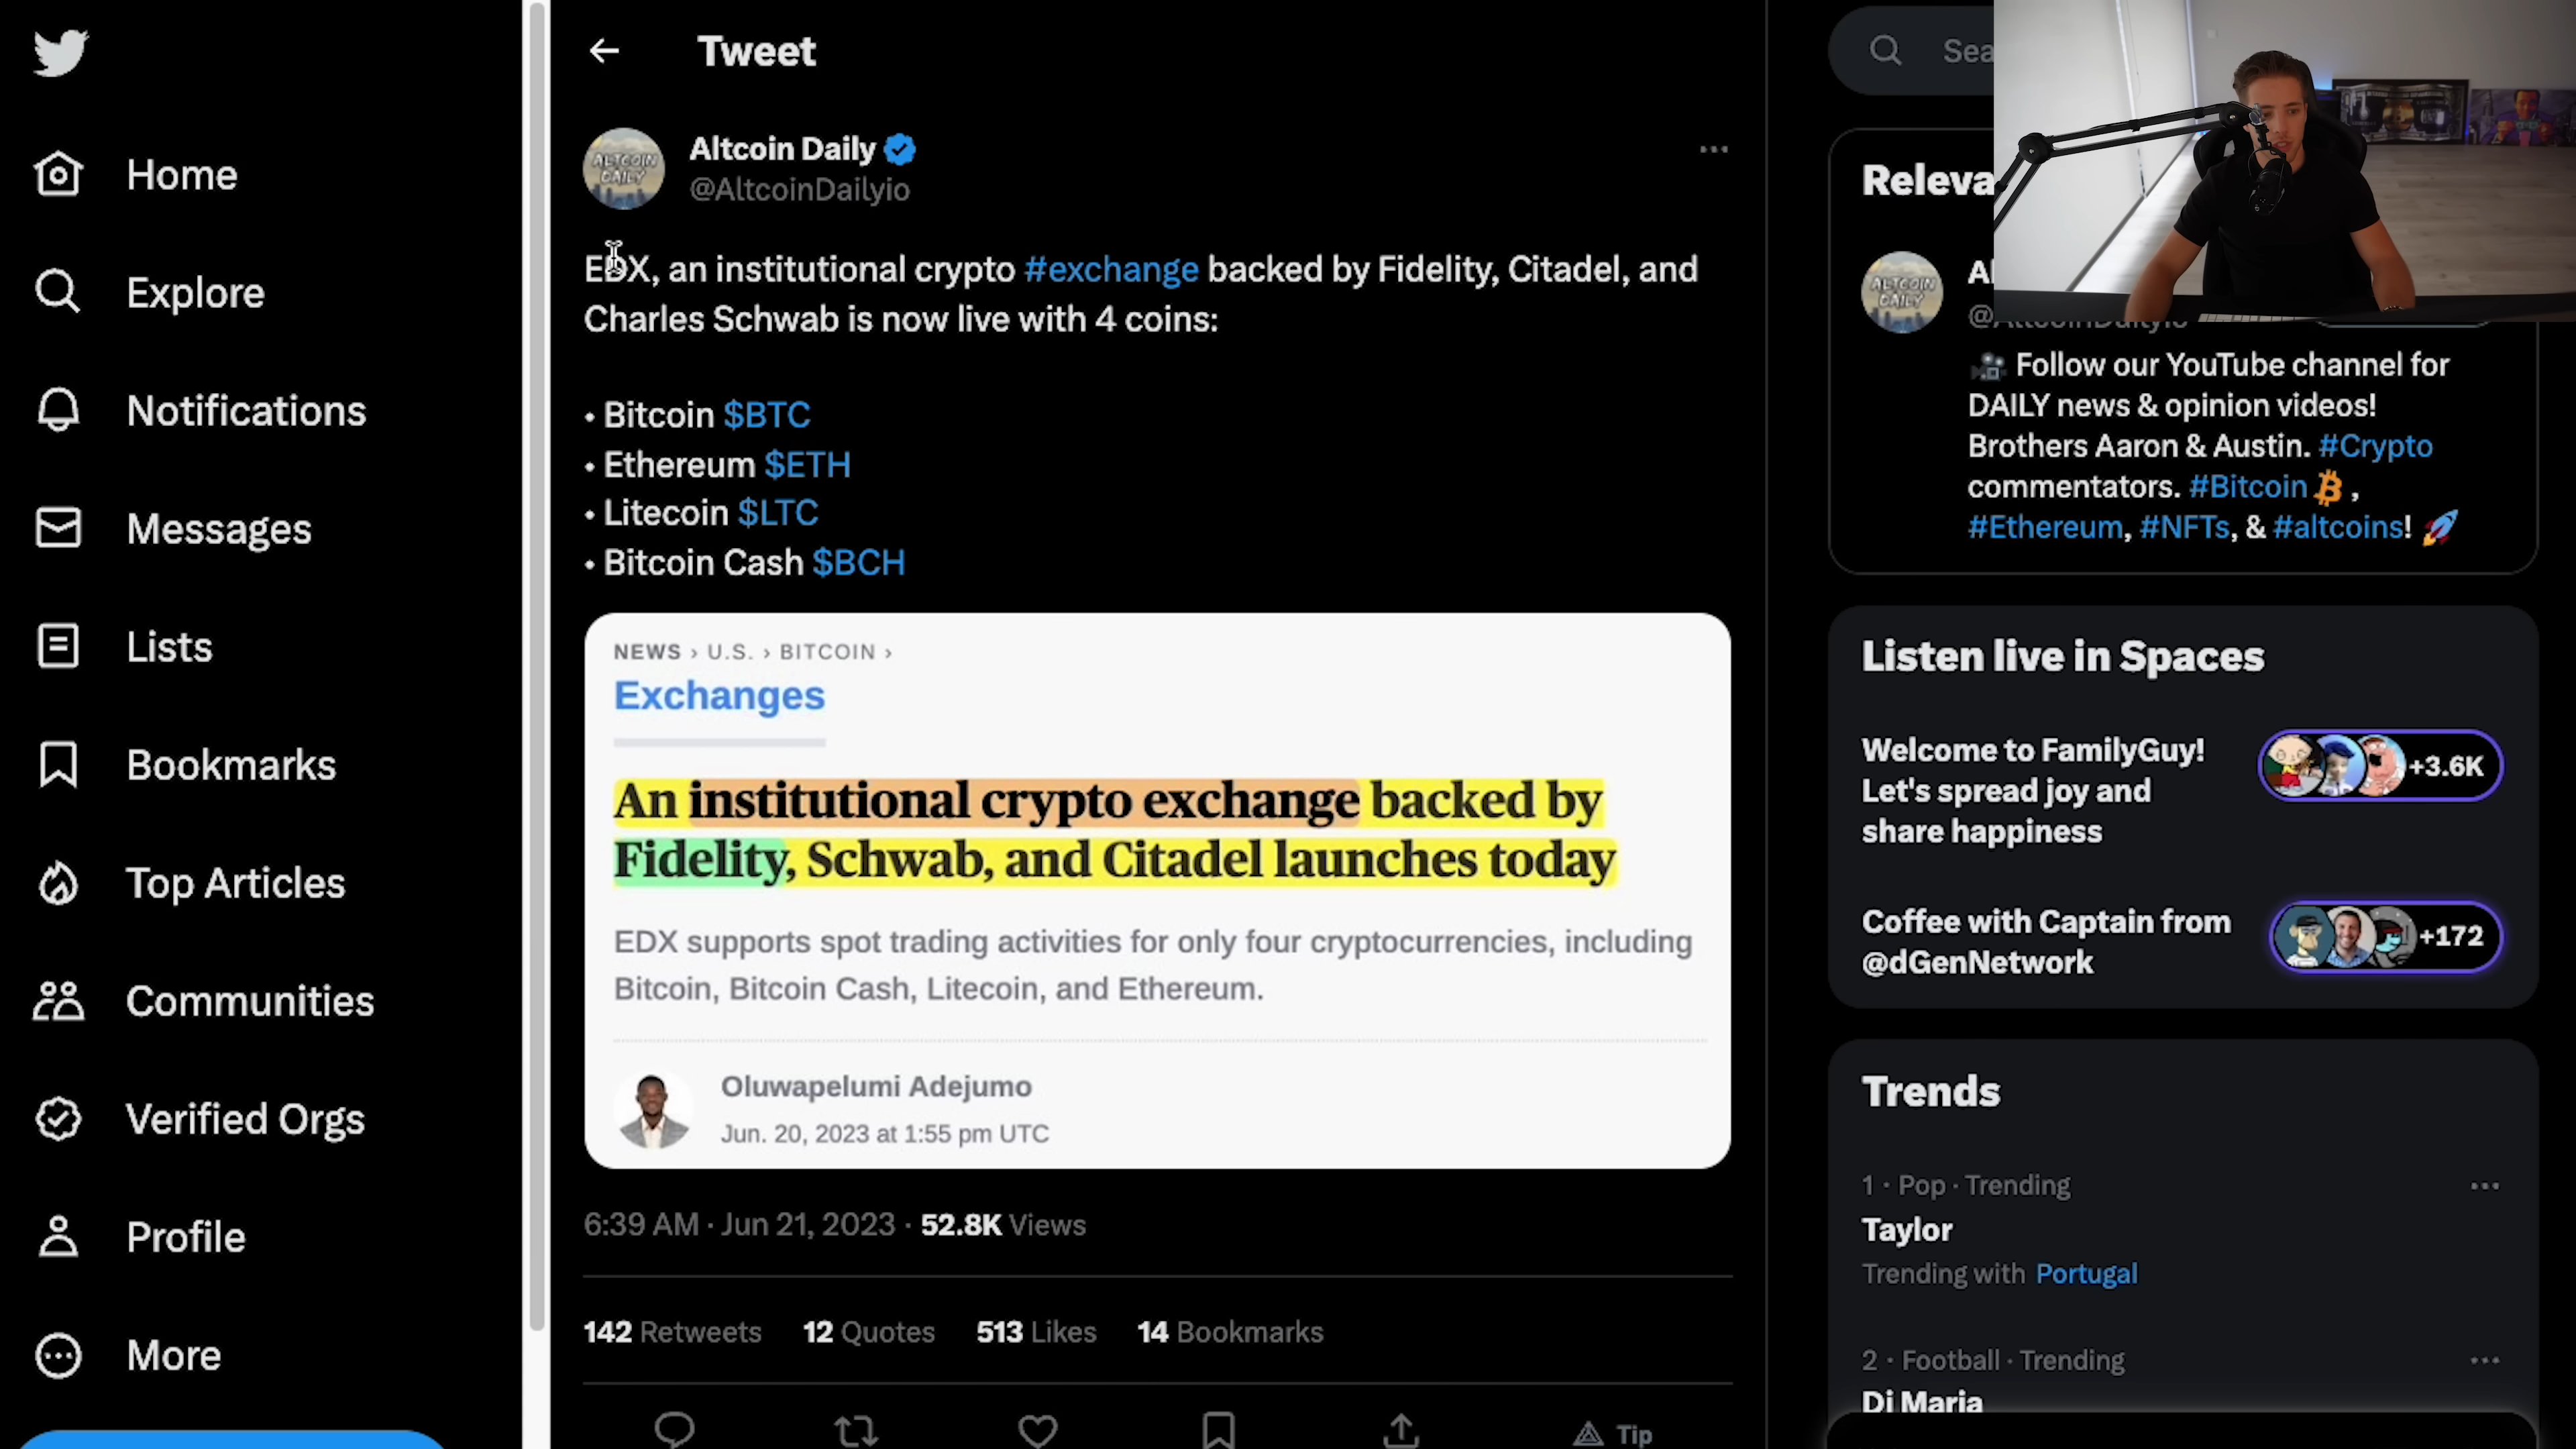 Home
Explore
Notifications
Messages
Lists
Bookmarks
Top Articles
Communities
Verified Orgs
Profile
More
Tweet
Altcoin Daily
@AltcoinDailyio
EDX, an institutional crypto #exchange backed by Fidelity, Citadel, and
Charles Schwab is now live with 4 coins:
• Bitcoin $BTC
• Ethereum $ETH
• Litecoin $LTC
• Bitcoin Cash $BCH
NEWS › U.S. › BITCOIN ›
Exchanges
An institutional crypto exchange backed by
Fidelity, Schwab, and Citadel launches today
EDX supports spot trading activities for only four cryptocurrencies, including
Bitcoin, Bitcoin Cash, Litecoin, and Ethereum.
Oluwapelumi Adejumo
Jun. 20, 2023 at 1:55 pm UTC
6:39 AM · Jun 21, 2023 · 52.8K Views
142 Retweets 12 Quotes 513 Likes 14 Bookmarks
Tip
ALTCOIN
DAILY
Follow our YouTube channel for
DAILY news & opinion videos!
Brothers Aaron & Austin. #Crypto
commentators. #Bitcoin ,
#Ethereum, #NFTs, & #altcoins!
Listen live in Spaces
Welcome to FamilyGuy!
Let's spread joy and
share happiness
+3.6K
Coffee with Captain from
@dGenNetwork
+172
Trends
1 · Pop · Trending
Taylor
Trending with Portugal
2 · Football · Trending
Di Maria